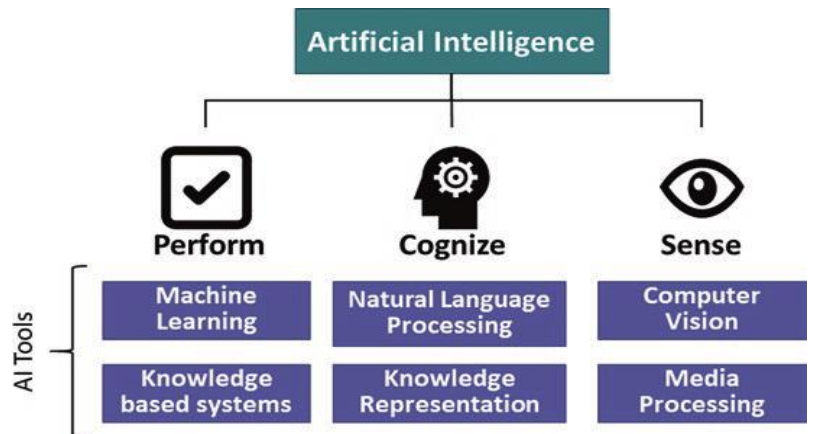 Artificial Intelligence
Perform
Cognize
Sense
AI Tools
Machine
Learning
Natural Language
Processing
Computer
Vision
Knowledge
based systems
Knowledge
Representation
Media
Processing